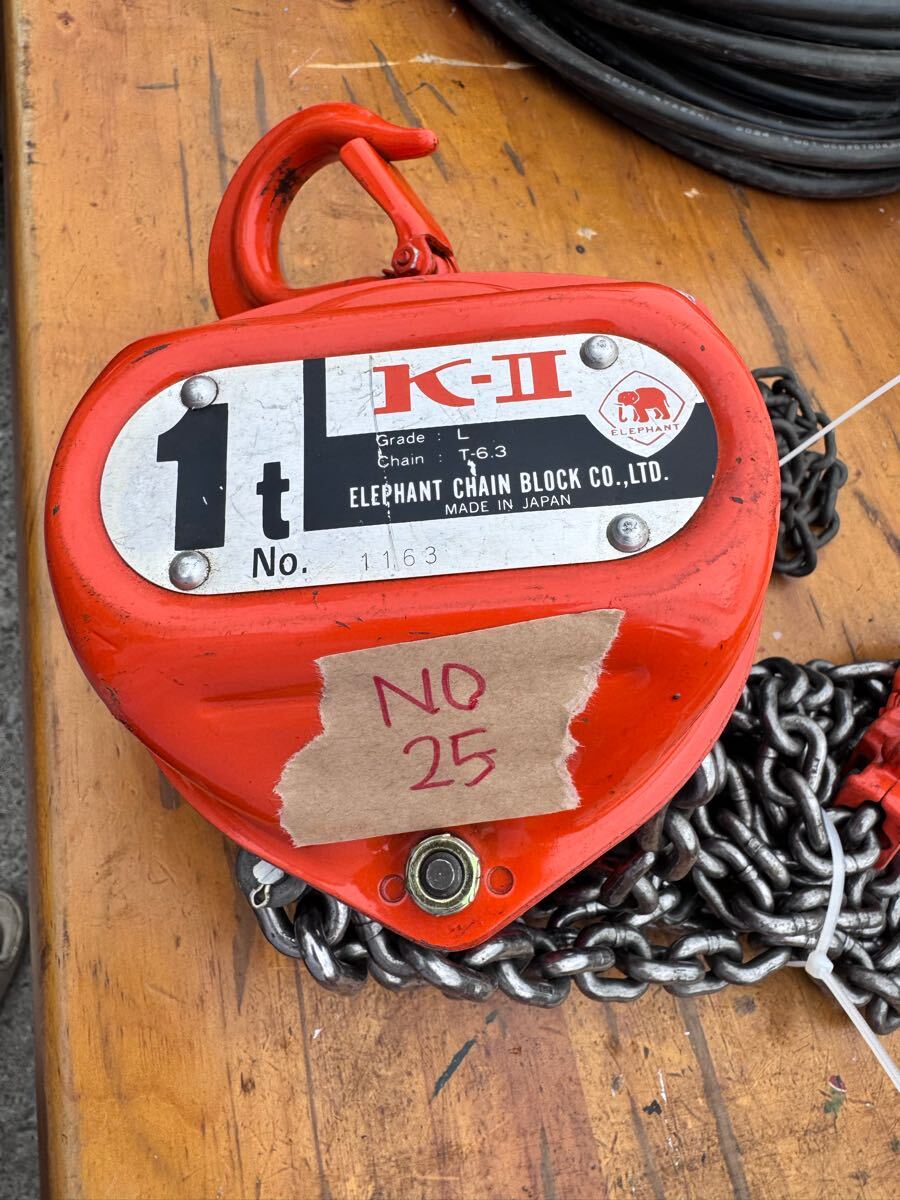 K-II
1t
Grade : L
Chain : T-6.3
ELEPHANT
ELEPHANT CHAIN BLOCK CO.,LTD.
MADE IN JAPAN
No. 1163
NO
25